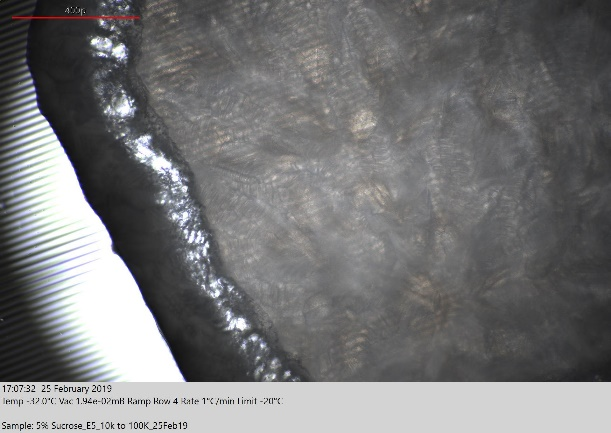 400µ
17:07:32 25 February 2019
Temp -32.0°C Vac 1.94e-02mB Ramp Row 4 Rate 1°C/min Limit -20°C
Sample: 5% Sucrose_E5_10k to 100K_25Feb19